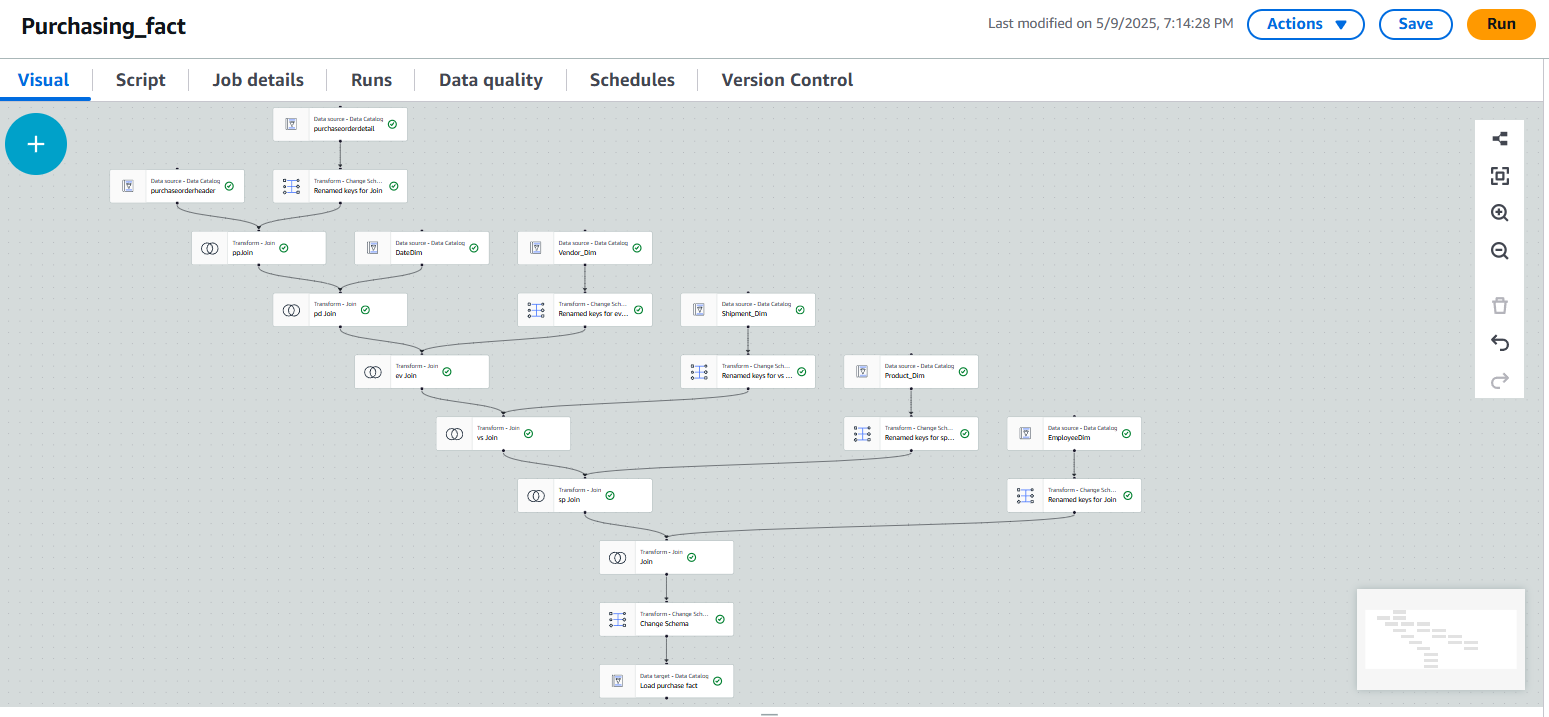 Purchasing_fact
Last modified on 5/9/2025, 7:14:28 PM
Actions
Save
Run
Visual
Script
Job details
Runs
Data quality
Schedules
Version Control
Data source - Data Catalog
purchaseorderdetail
Data source - Data Catalog
purchaseorderheader
Transform - Change Sch...
Renamed keys for Join
Transform - Join
ppJoin
Data source - Data Catalog
DateDim
Data source - Data Catalog
Vendor_Dim
Transform - Join
pd Join
Transform - Change Sch...
Renamed keys for ev...
Data source - Data Catalog
Shipment_Dim
Transform - Join
ev Join
Transform - Change Sch...
Renamed keys for vs ...
Data source - Data Catalog
Product_Dim
Transform - Join
vs Join
Transform - Change Sch...
Renamed keys for sp...
Data source - Data Catalog
EmployeeDim
Transform - Join
sp Join
Transform - Change Sch...
Renamed keys for Join
Transform - Join
Join
Transform - Change Sch...
Change Schema
Data target - Data Catalog
Load purchase fact